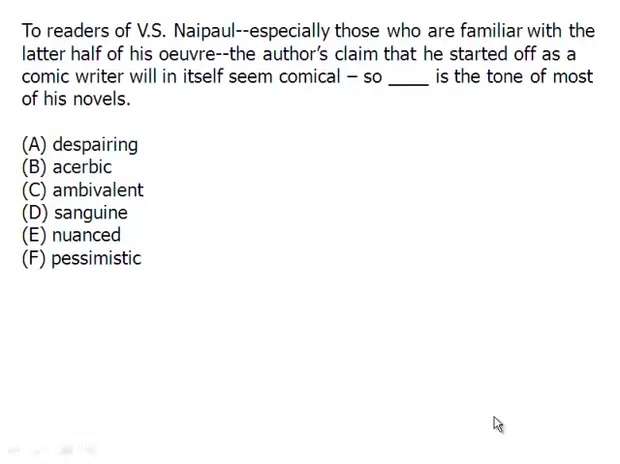 To readers of V.S. Naipaul--especially those who are familiar with the
latter half of his oeuvre--the author's claim that he started off as a
comic writer will in itself seem comical – so ____ is the tone of most
of his novels.
(A) despairing
(B) acerbic
(C) ambivalent
(D) sanguine
(E) nuanced
(F) pessimistic